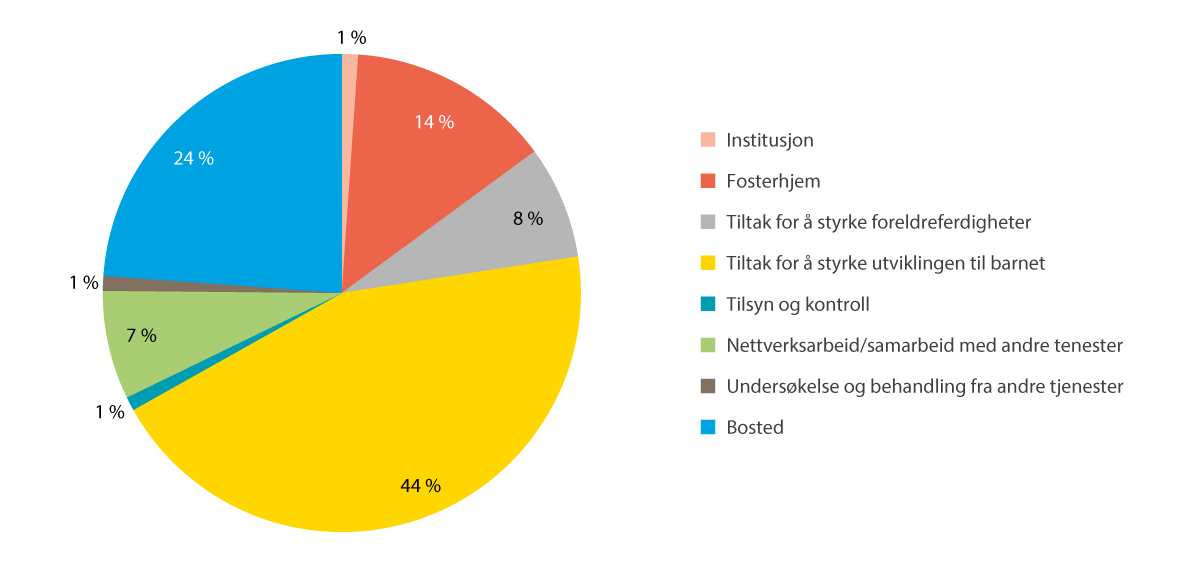 1 %
14 %
24 %
8 %
1 %
7 %
1 %
44 %
Institusjon
Fosterhjem
Tiltak for å styrke foreldreferdigheter
Tiltak for å styrke utviklingen til barnet
Tilsyn og kontroll
Nettverksarbeid/samarbeid med andre tenester
Undersøkelse og behandling fra andre tjenester
Bosted